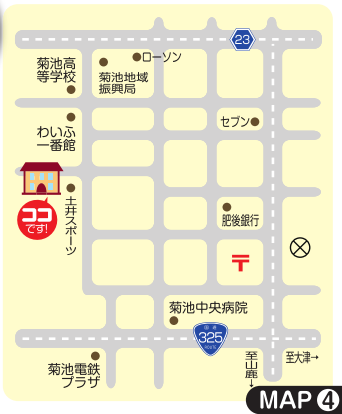 23
ローソン
菊池高
等学校
菊池地域
振興局
わいふ
一番館
セブン
ココ
です!
土井スポーツ
肥後銀行
菊池中央病院
国道
325
ROUTE
菊池電鉄
プラザ
至山鹿↓
至大津→
MAP 4